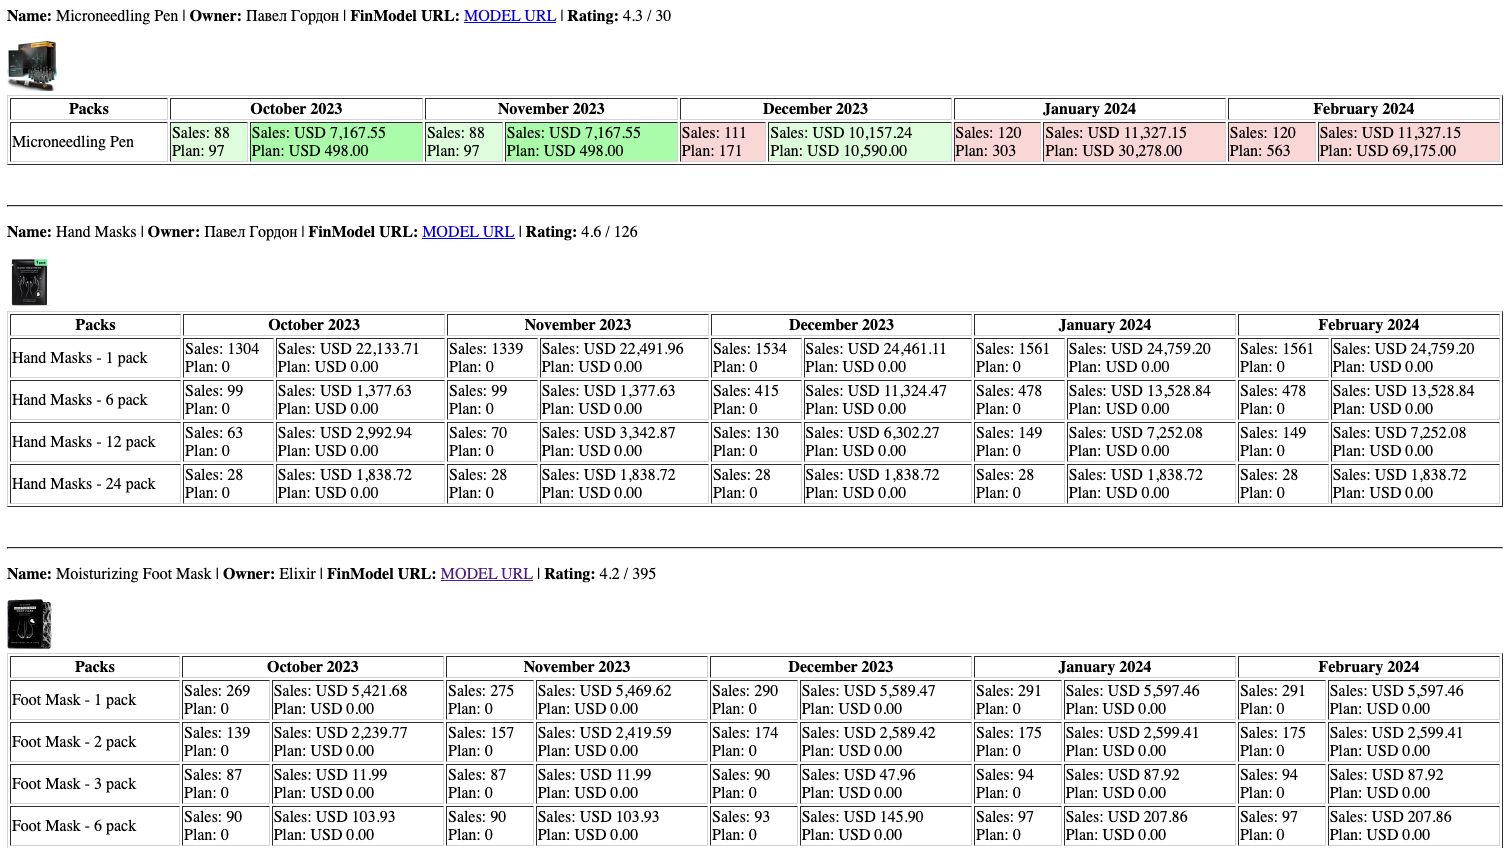 Name: Microneedling Pen | Owner: Павел Гордон | FinModel URL: MODEL URL | Rating: 4.3 / 30
Packs October 2023 November 2023 December 2023 January 2024 February 2024
Microneedling Pen
Sales: 88 Sales: USD 7,167.55 Sales: 88 Sales: USD 7,167.55 Sales: 111 Sales: USD 10,157.24 Sales: 120 Sales: USD 11,327.15 Sales: 120 Sales: USD 11,327.15
Plan: 97 Plan: USD 498.00 Plan: 97 Plan: USD 498.00 Plan: 171 Plan: USD 10,590.00 Plan: 303 Plan: USD 30,278.00 Plan: 563 Plan: USD 69,175.00
Name: Hand Masks | Owner: Павел Гордон | FinModel URL: MODEL URL | Rating: 4.6 / 126
Packs October 2023 November 2023 December 2023 January 2024 February 2024
Hand Masks - 1 pack
Sales: 1304 Sales: USD 22,133.71 Sales: 1339 Sales: USD 22,491.96 Sales: 1534 Sales: USD 24,461.11 Sales: 1561 Sales: USD 24,759.20 Sales: 1561 Sales: USD 24,759.20
Plan: 0 Plan: USD 0.00 Plan: 0 Plan: USD 0.00 Plan: 0 Plan: USD 0.00 Plan: 0 Plan: USD 0.00 Plan: 0 Plan: USD 0.00
Hand Masks - 6 pack
Sales: 99 Sales: USD 1,377.63 Sales: 99 Sales: USD 1,377.63 Sales: 415 Sales: USD 11,324.47 Sales: 478 Sales: USD 13,528.84 Sales: 478 Sales: USD 13,528.84
Plan: 0 Plan: USD 0.00 Plan: 0 Plan: USD 0.00 Plan: 0 Plan: USD 0.00 Plan: 0 Plan: USD 0.00 Plan: 0 Plan: USD 0.00
Hand Masks - 12 pack
Sales: 63 Sales: USD 2,992.94 Sales: 70 Sales: USD 3,342.87 Sales: 130 Sales: USD 6,302.27 Sales: 149 Sales: USD 7,252.08 Sales: 149 Sales: USD 7,252.08
Plan: 0 Plan: USD 0.00 Plan: 0 Plan: USD 0.00 Plan: 0 Plan: USD 0.00 Plan: 0 Plan: USD 0.00 Plan: 0 Plan: USD 0.00
Hand Masks - 24 pack
Sales: 28 Sales: USD 1,838.72 Sales: 28 Sales: USD 1,838.72 Sales: 28 Sales: USD 1,838.72 Sales: 28 Sales: USD 1,838.72 Sales: 28 Sales: USD 1,838.72
Plan: 0 Plan: USD 0.00 Plan: 0 Plan: USD 0.00 Plan: 0 Plan: USD 0.00 Plan: 0 Plan: USD 0.00 Plan: 0 Plan: USD 0.00
Name: Moisturizing Foot Mask | Owner: Elixir | FinModel URL: MODEL URL | Rating: 4.2 / 395
Packs October 2023 November 2023 December 2023 January 2024 February 2024
Foot Mask - 1 pack
Sales: 269 Sales: USD 5,421.68 Sales: 275 Sales: USD 5,469.62 Sales: 290 Sales: USD 5,589.47 Sales: 291 Sales: USD 5,597.46 Sales: 291 Sales: USD 5,597.46
Plan: 0 Plan: USD 0.00 Plan: 0 Plan: USD 0.00 Plan: 0 Plan: USD 0.00 Plan: 0 Plan: USD 0.00 Plan: 0 Plan: USD 0.00
Foot Mask - 2 pack
Sales: 139 Sales: USD 2,239.77 Sales: 157 Sales: USD 2,419.59 Sales: 174 Sales: USD 2,589.42 Sales: 175 Sales: USD 2,599.41 Sales: 175 Sales: USD 2,599.41
Plan: 0 Plan: USD 0.00 Plan: 0 Plan: USD 0.00 Plan: 0 Plan: USD 0.00 Plan: 0 Plan: USD 0.00 Plan: 0 Plan: USD 0.00
Foot Mask - 3 pack
Sales: 87 Sales: USD 11.99 Sales: 87 Sales: USD 11.99 Sales: 90 Sales: USD 47.96 Sales: 94 Sales: USD 87.92 Sales: 94 Sales: USD 87.92
Plan: 0 Plan: USD 0.00 Plan: 0 Plan: USD 0.00 Plan: 0 Plan: USD 0.00 Plan: 0 Plan: USD 0.00 Plan: 0 Plan: USD 0.00
Foot Mask - 6 pack
Sales: 90 Sales: USD 103.93 Sales: 90 Sales: USD 103.93 Sales: 93 Sales: USD 145.90 Sales: 97 Sales: USD 207.86 Sales: 97 Sales: USD 207.86
Plan: 0 Plan: USD 0.00 Plan: 0 Plan: USD 0.00 Plan: 0 Plan: USD 0.00 Plan: 0 Plan: USD 0.00 Plan: 0 Plan: USD 0.00